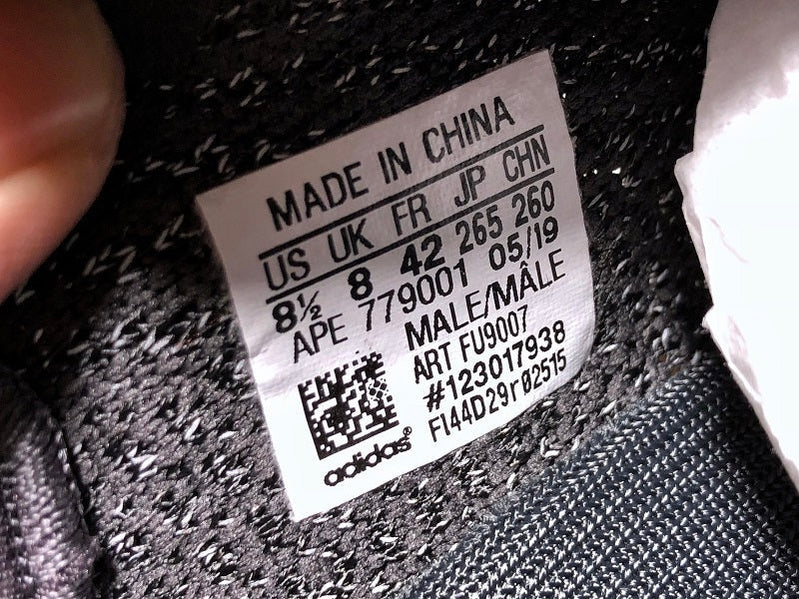 MADE IN CHINA
US UK FR JP CHN
8½ 8 42 265 260
APE 779001 05/19
MALE/MÂLE
ART FU9007
#123017938
FI44D29r02515
adidas®